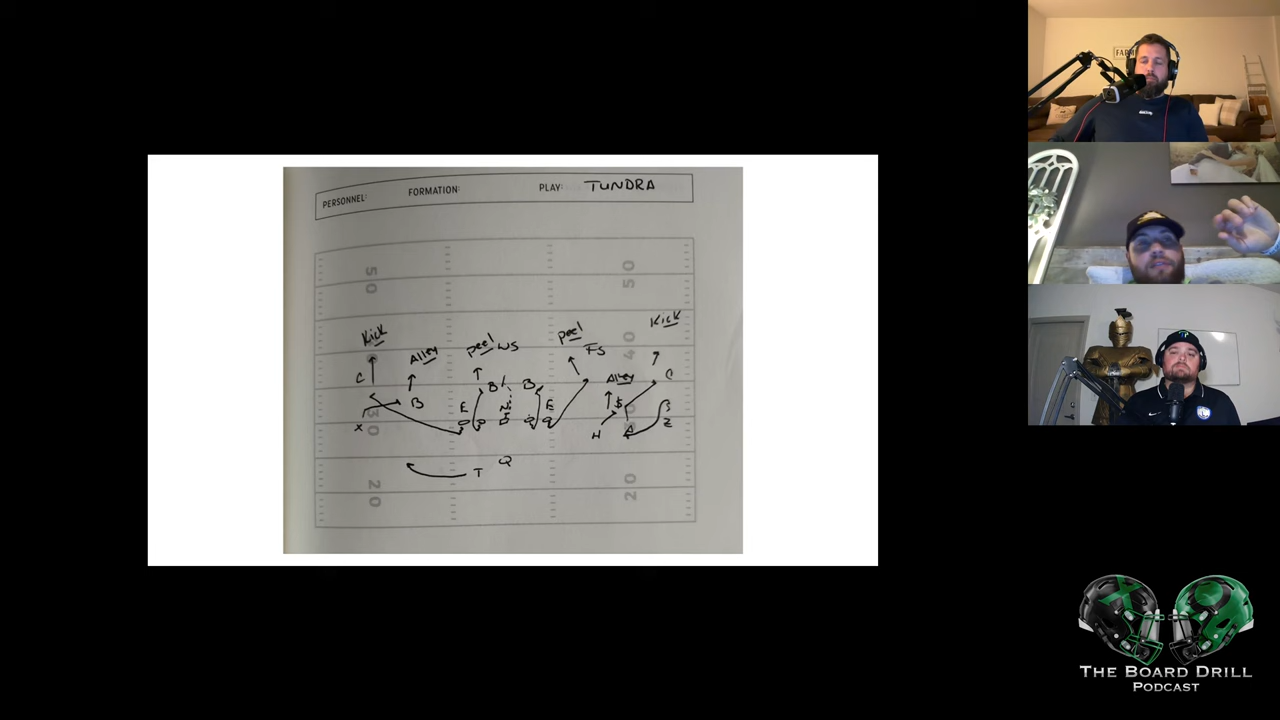 PERSONNEL: FORMATION: PLAY: TUNDRA
50 50
40
Kick Alley peel WS peel FS Kick
C B B B Alley C
E N E $
30 30
X H A Z
T Q
20 20
FARM
THE BOARD DRILL
PODCAST